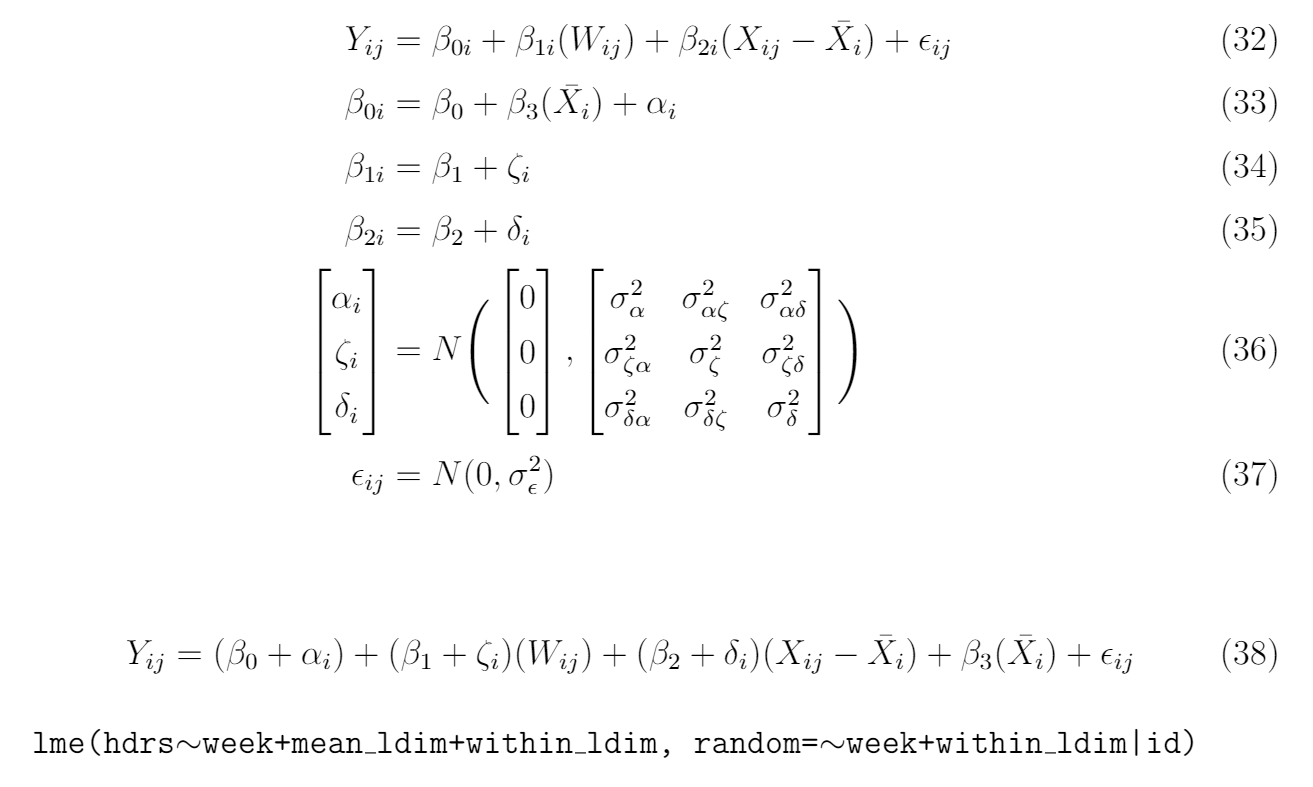 Y_{ij} = β_{0i} + β_{1i}(W_{ij}) + β_{2i}(X_{ij} − X̄_i) + ϵ_{ij} (32)
β_{0i} = β_0 + β_3(X̄_i) + α_i (33)
β_{1i} = β_1 + ζ_i (34)
β_{2i} = β_2 + δ_i (35)
[α_i ζ_i δ_i] = N([0 0 0], [σ²_α σ²_{αζ} σ²_{αδ} σ²_{ζα} σ²_ζ σ²_{ζδ} σ²_{δα} σ²_{δζ} σ²_δ]) (36)
ϵ_{ij} = N(0, σ²_ϵ) (37)
Y_{ij} = (β_0 + α_i) + (β_1 + ζ_i)(W_{ij}) + (β_2 + δ_i)(X_{ij} − X̄_i) + β_3(X̄_i) + ϵ_{ij} (38)
lme(hdrs∼week+mean_ldim+within_ldim, random=∼week+within_ldim|id)